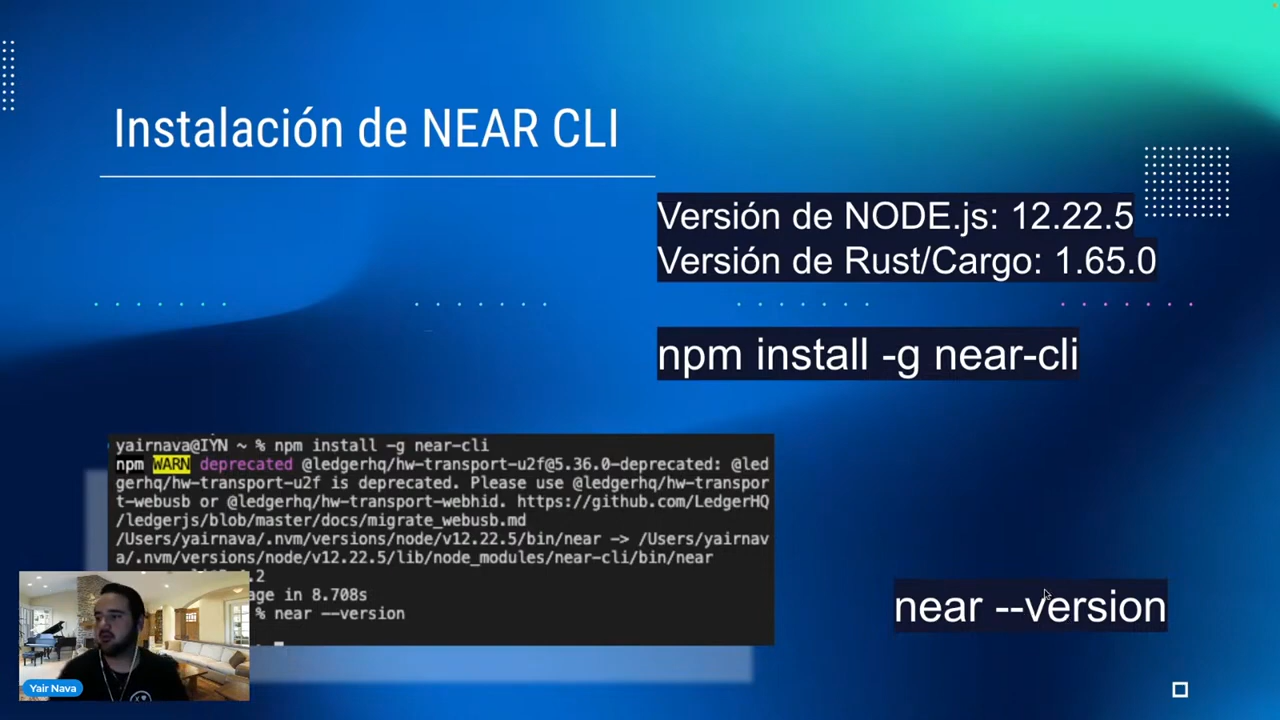 Instalación de NEAR CLI
Versión de NODE.js: 12.22.5
Versión de Rust/Cargo: 1.65.0
npm install -g near-cli
yairnava@IYN ~ % npm install -g near-cli
npm WARN deprecated @ledgerhq/hw-transport-u2f@5.36.0-deprecated: @led
gerhq/hw-transport-u2f is deprecated. Please use @ledgerhq/hw-transpor
t-webusb or @ledgerhq/hw-transport-webhid. https://github.com/LedgerHQ
/ledgerjs/blob/master/docs/migrate_webusb.md
/Users/yairnava/.nvm/versions/node/v12.22.5/bin/near -> /Users/yairnav
a/.nvm/versions/node/v12.22.5/lib/node_modules/near-cli/bin/near
.2
age in 8.708s
% near --version
near --version
Yair Nava